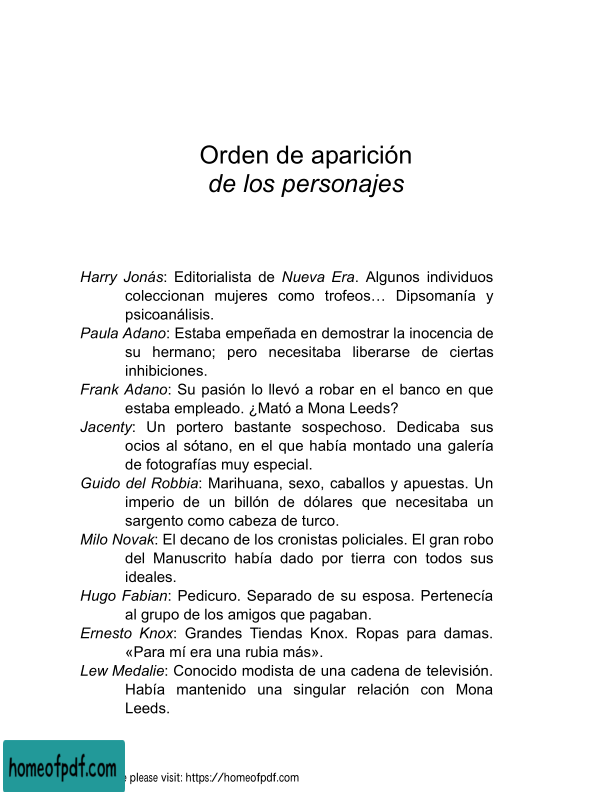 Orden de aparición
de los personajes
Harry Jonás: Editorialista de Nueva Era. Algunos individuos
coleccionan mujeres como trofeos… Dipsomanía y
psicoanálisis.
Paula Adano: Estaba empeñada en demostrar la inocencia de
su hermano; pero necesitaba liberarse de ciertas
inhibiciones.
Frank Adano: Su pasión lo llevó a robar en el banco en que
estaba empleado. ¿Mató a Mona Leeds?
Jacenty: Un portero bastante sospechoso. Dedicaba sus
ocios al sótano, en el que había montado una galería
de fotografías muy especial.
Guido del Robbia: Marihuana, sexo, caballos y apuestas. Un
imperio de un billón de dólares que necesitaba un
sargento como cabeza de turco.
Milo Novak: El decano de los cronistas policiales. El gran robo
del Manuscrito había dado por tierra con todos sus
ideales.
Hugo Fabian: Pedicuro. Separado de su esposa. Pertenecía
al grupo de los amigos que pagaban.
Ernesto Knox: Grandes Tiendas Knox. Ropas para damas.
«Para mí era una rubia más».
Lew Medalie: Conocido modista de una cadena de televisión.
Había mantenido una singular relación con Mona
Leeds.
homeofpdf.com
please visit: https://homeofpdf.com